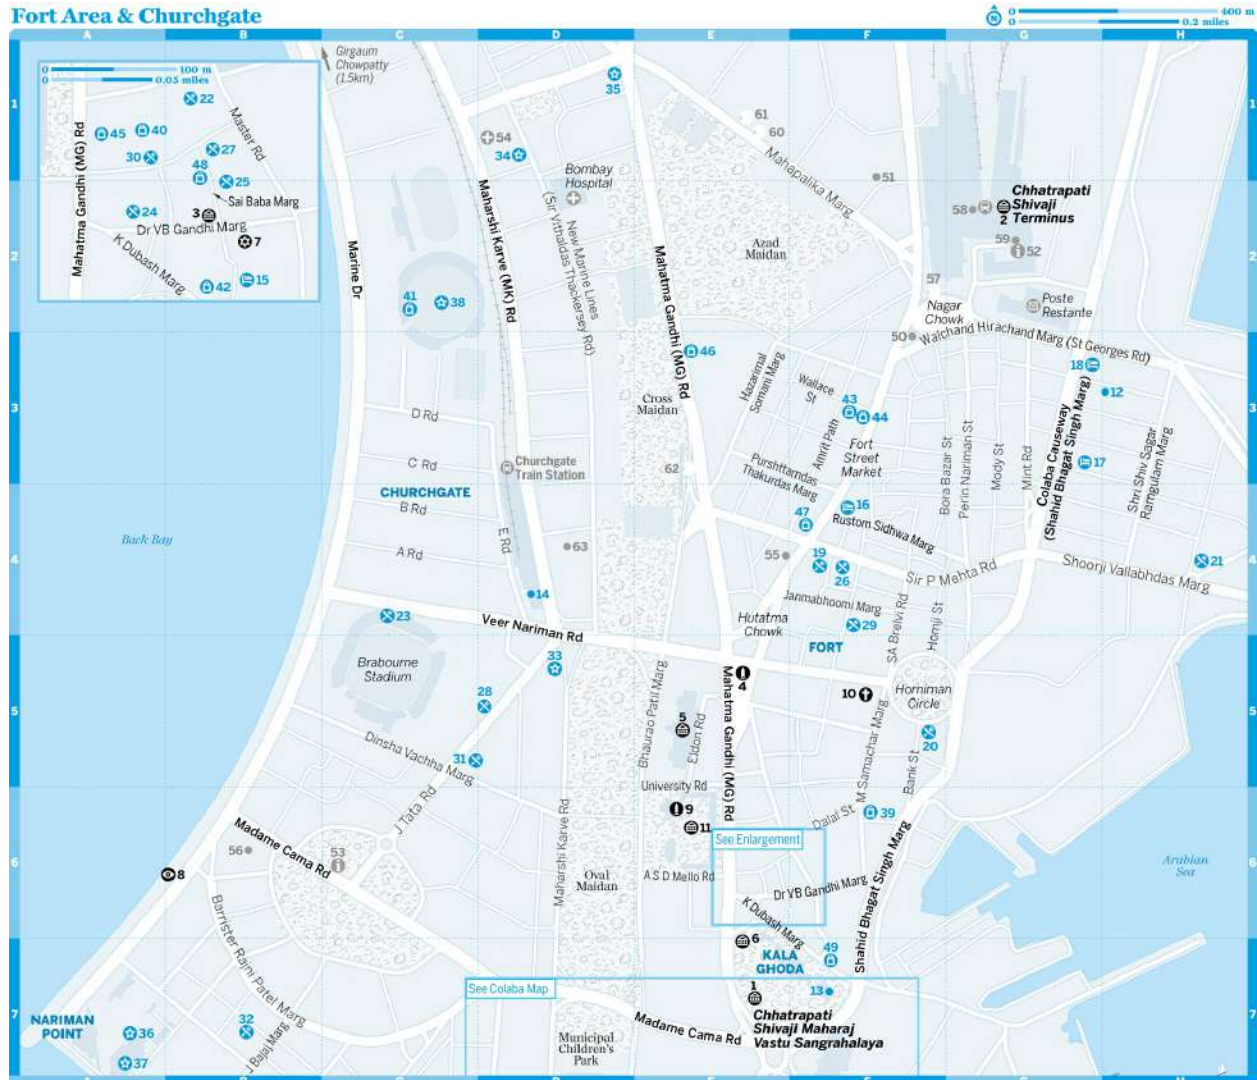 Fort Area & Churchgate
0 400 m
0 0.2 miles
A B C D E F G H
1
2
3
4
5
6
7
0 100 m
0 0.05 miles
22
Mahatma Gandhi (MG) Rd
45
40
Master Rd
30
27
48
25
Sai Baba Marg
24
3
Dr VB Gandhi Marg
7
K Dubash Marg
42
15
Girgaum
Chowpatty
(1.5km)
35
61
60
54
34
Bombay
Hospital
Mahapalika Marg
51
Chhatrapati
Shivaji
Terminus
2
58
59
52
Marine Dr
Maharshi Karve (MK) Rd
New Marine Lines
(Sir Vithaldas Thackersey Rd)
Mahatma Gandhi (MG) Rd
Azad
Maidan
57
41
38
Nagar
Chowk
Poste
Restante
50
Walchand Hirachand Marg (St Georges Rd)
46
Hazarimal
Somani Marg
Wallace
St
18
12
43
44
Cross
Maidan
D Rd
Amrit Path
Fort
Street
Market
Bora Bazar St
Perin Nariman St
Mody St
Mint Rd
Colaba Causeway
(Shahid Bhagat Singh Marg)
17
Shri Shiv Sagar
Ramgulam Marg
C Rd
Churchgate
Train Station
62
Purshttamdas
Thakurdas Marg
CHURCHGATE
B Rd
16
47
Rustom Sidhwa Marg
Back Bay
E Rd
A Rd
63
55
19
26
Sir P Mehta Rd
Shoorji Vallabhdas Marg
21
14
Janmabhoomi Marg
23
Veer Nariman Rd
Hutatma
Chowk
29
FORT
SA Brelvi Rd
Homji St
33
Brabourne
Stadium
4
10
Horniman
Circle
28
5
Bhaurao Patil Marg
Eldon Rd
Mahatma Gandhi (MG) Rd
M Samachar Marg
Bank St
20
31
Dinsha Vachha Marg
University Rd
J Tata Rd
9
11
Dalal St
39
See Enlargement
Madame Cama Rd
56
53
8
Maharshi Karve Rd
Oval
Maidan
A S D Mello Rd
Dr VB Gandhi Marg
K Dubash Marg
Shahid Bhagat Singh Marg
Arabian
Sea
Barrister Rajni Patel Marg
6
49
KALA
GHODA
See Colaba Map
1
13
Chhatrapati
Shivaji Maharaj
Vastu Sangrahalaya
NARIMAN
POINT
36
37
32
J Bajaj Marg
Municipal
Children's
Park
Madame Cama Rd